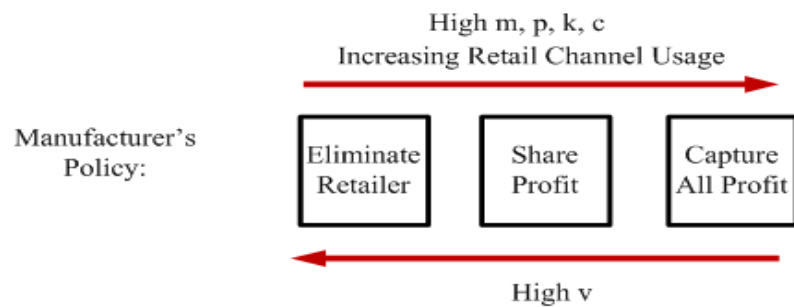 High m, p, k, c
Increasing Retail Channel Usage
Manufacturer's
Policy:
Eliminate
Retailer
Share
Profit
Capture
All Profit
High v